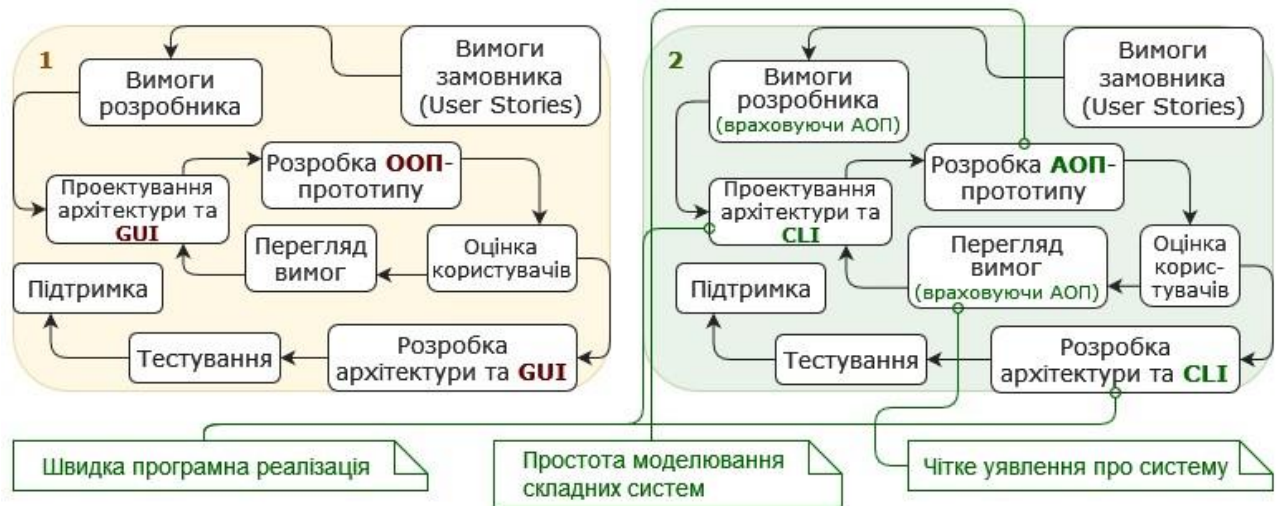 1
Вимоги
розробника
Вимоги
замовника
(User Stories)
Проектування
архітектури та
GUI
Розробка ООП-
прототипу
Перегляд
вимог
Оцінка
користувачів
Підтримка
Тестування
Розробка
архітектури та GUI
2
Вимоги
розробника
(враховуючи АОП)
Вимоги
замовника
(User Stories)
Проектування
архітектури та
CLI
Розробка АОП-
прототипу
Перегляд
вимог
(враховуючи АОП)
Оцінка
корис-
тувачів
Підтримка
Тестування
Розробка
архітектури та CLI
Швидка програмна реалізація
Простота моделювання
складних систем
Чітке уявлення про систему